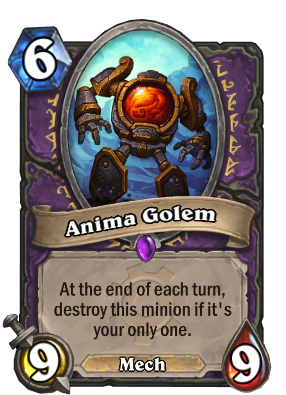 6
Anima Golem
At the end of each turn,
destroy this minion if it's
your only one.
9
Mech
9